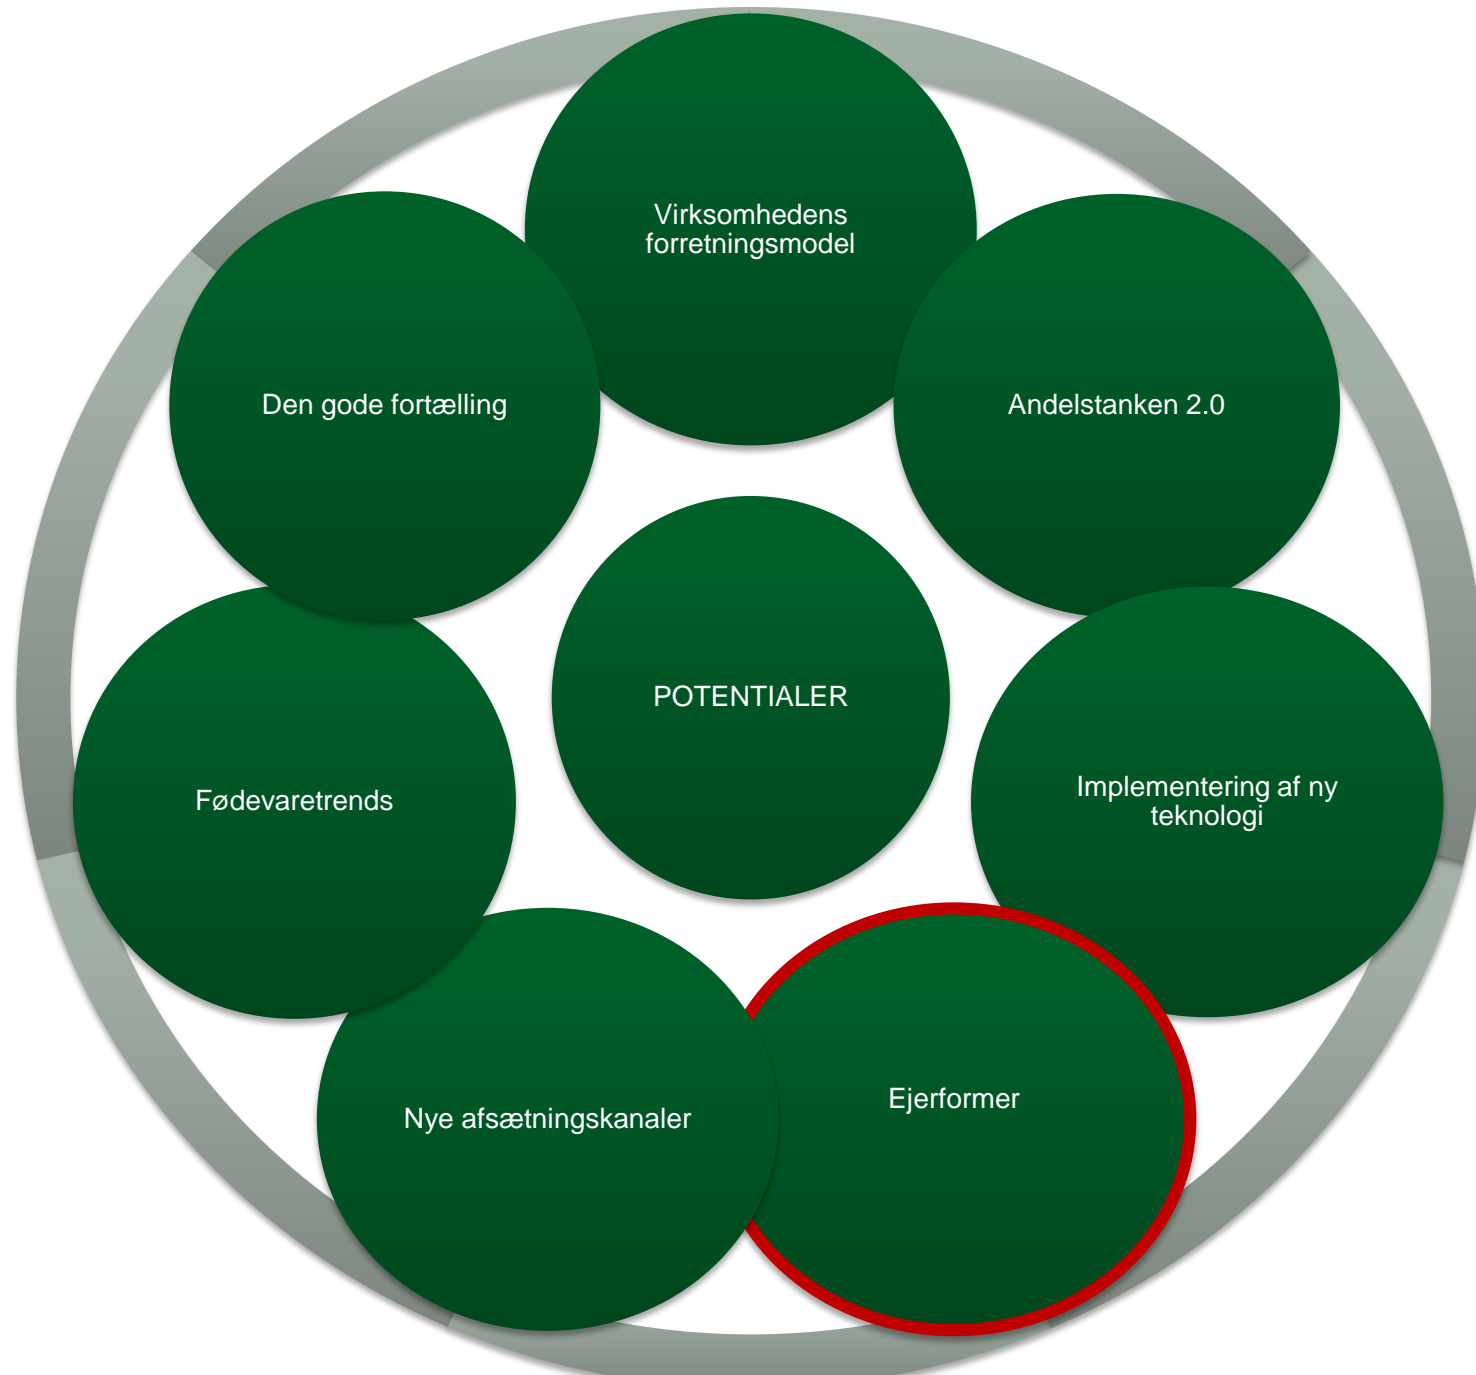 Virksomhedens
forretningsmodel
Den gode fortælling
Andelstanken 2.0
POTENTIALER
Fødevaretrends
Implementering af ny
teknologi
Nye afsætningskanaler
Ejerformer